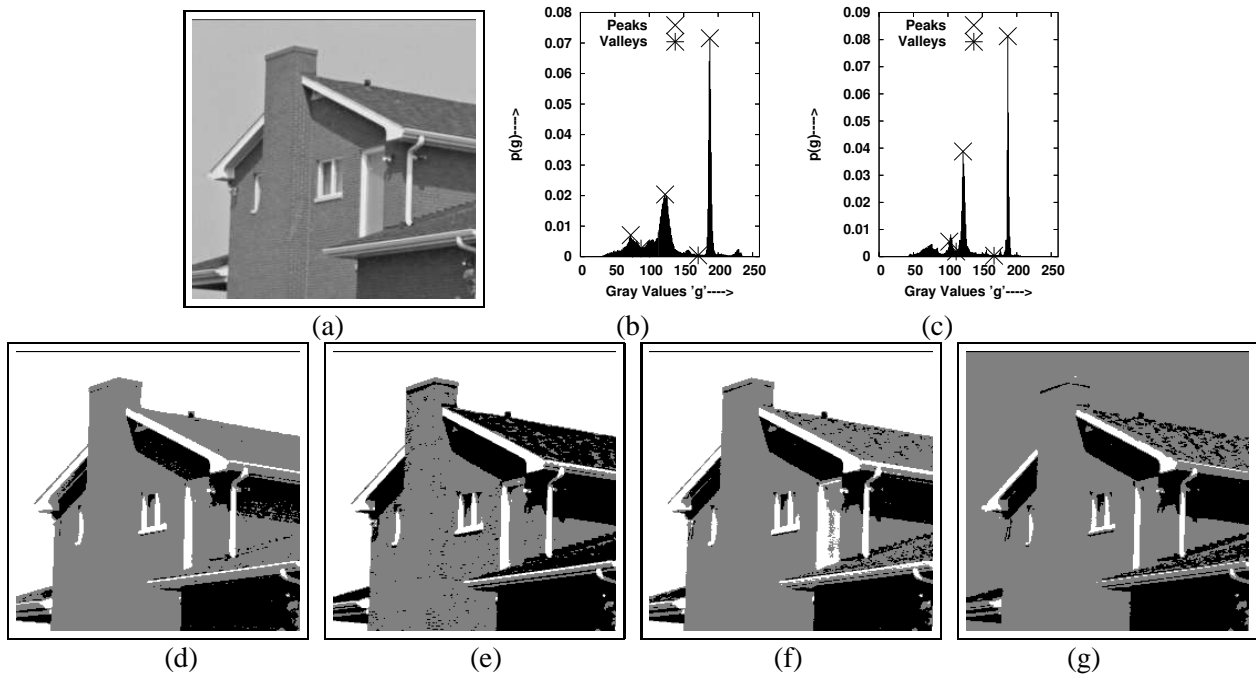 Peaks
Valleys
0.08
0.07
0.06
0.05
0.04
0.03
0.02
0.01
0
p(g)---->
0 50 100 150 200 250
Gray Values 'g'---->
Peaks
Valleys
0.09
0.08
0.07
0.06
0.05
0.04
0.03
0.02
0.01
0
p(g)---->
0 50 100 150 200 250
Gray Values 'g'---->
(a) (b) (c)
(d) (e) (f) (g)